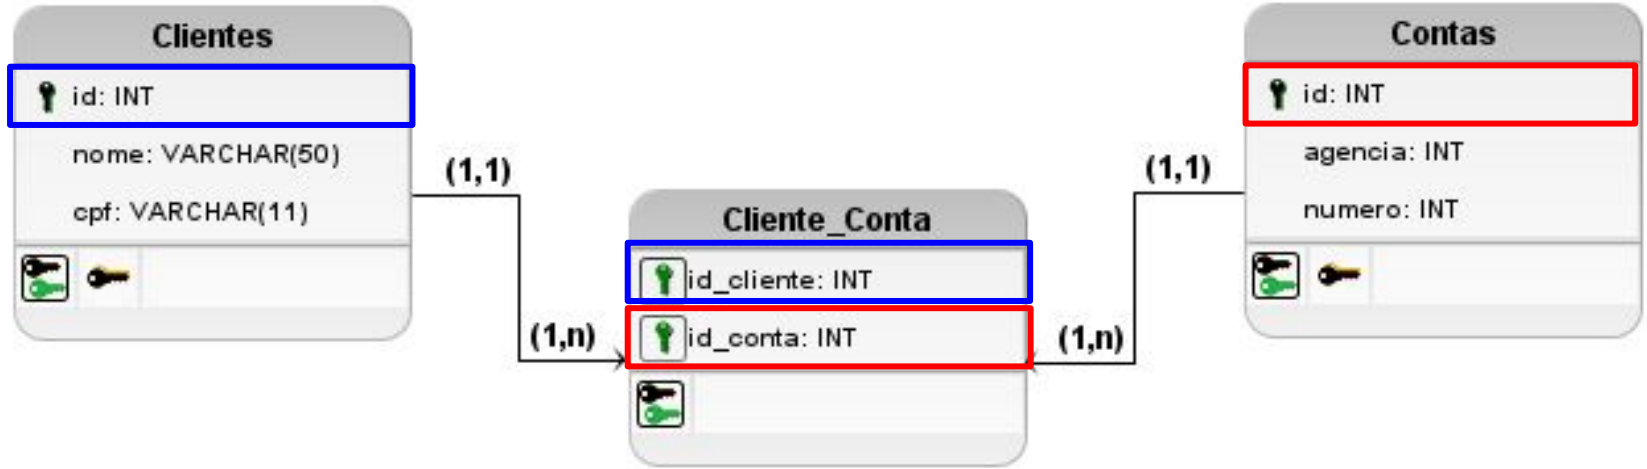 Clientes
id: INT
nome: VARCHAR(50)
cpf: VARCHAR(11)
(1,1)
(1,n)
Cliente_Conta
id_cliente: INT
id_conta: INT
(1,1)
(1,n)
Contas
id: INT
agencia: INT
numero: INT